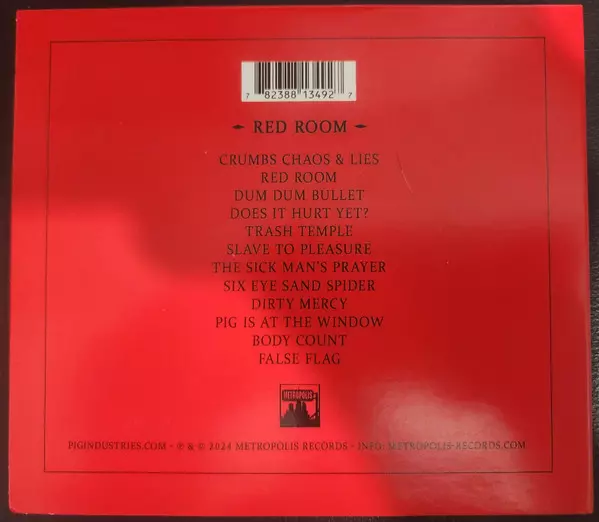 7 82388 13492 7
RED ROOM
CRUMBS CHAOS & LIES
RED ROOM
DUM DUM BULLET
DOES IT HURT YET?
TRASH TEMPLE
SLAVE TO PLEASURE
THE SICK MAN'S PRAYER
SIX EYE SAND SPIDER
DIRTY MERCY
PIG IS AT THE WINDOW
BODY COUNT
FALSE FLAG
METROPOLIS
PIGINDUSTRIES.COM - ℗ & © 2024 METROPOLIS RECORDS - INFO: METROPOLIS-RECORDS.COM